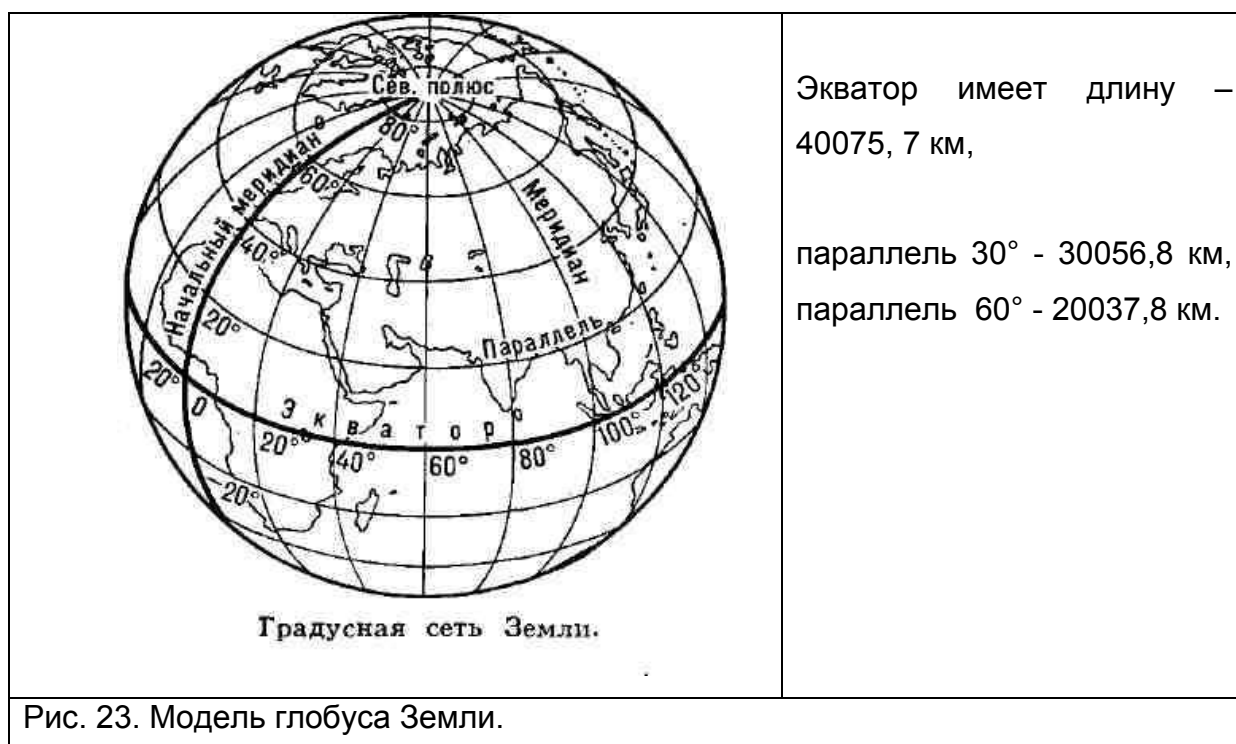 Сев. полюс
80°
60°
40°
20°
0
Начальный меридиан
Меридиан
Параллель
Экватор
20°
0
20°
40°
60°
80°
100°
120°
20°
Градусная сеть Земли.
Экватор имеет длину –
40075, 7 км,
параллель 30° - 30056,8 км,
параллель 60° - 20037,8 км.
Рис. 23. Модель глобуса Земли.